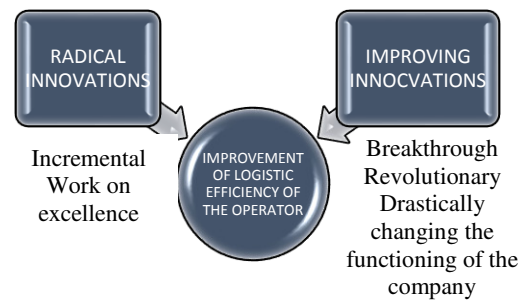 RADICAL
INNOVATIONS
IMPROVING
INNOCVATIONS
IMPROVEMENT
OF LOGISTIC
EFFICIENCY OF
THE OPERATOR
Incremental
Work on
excellence
Breakthrough
Revolutionary
Drastically
changing the
functioning of the
company